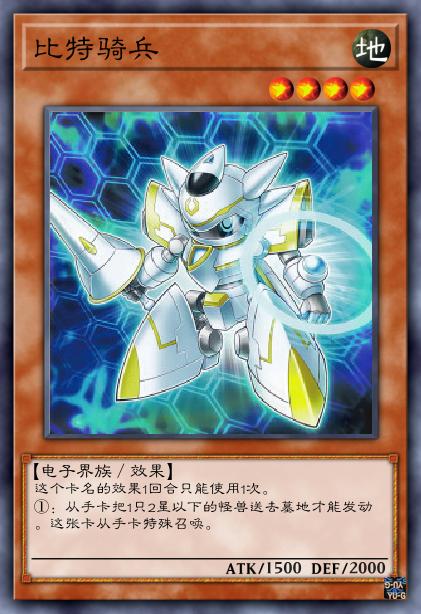 比特骑兵
地
【电子界族／效果】
这个卡名的效果1回合只能使用1次。
①：从手卡把1只2星以下的怪兽送去墓地才能发动
。这张卡从手卡特殊召唤。
ATK/1500 DEF/2000
YU-G